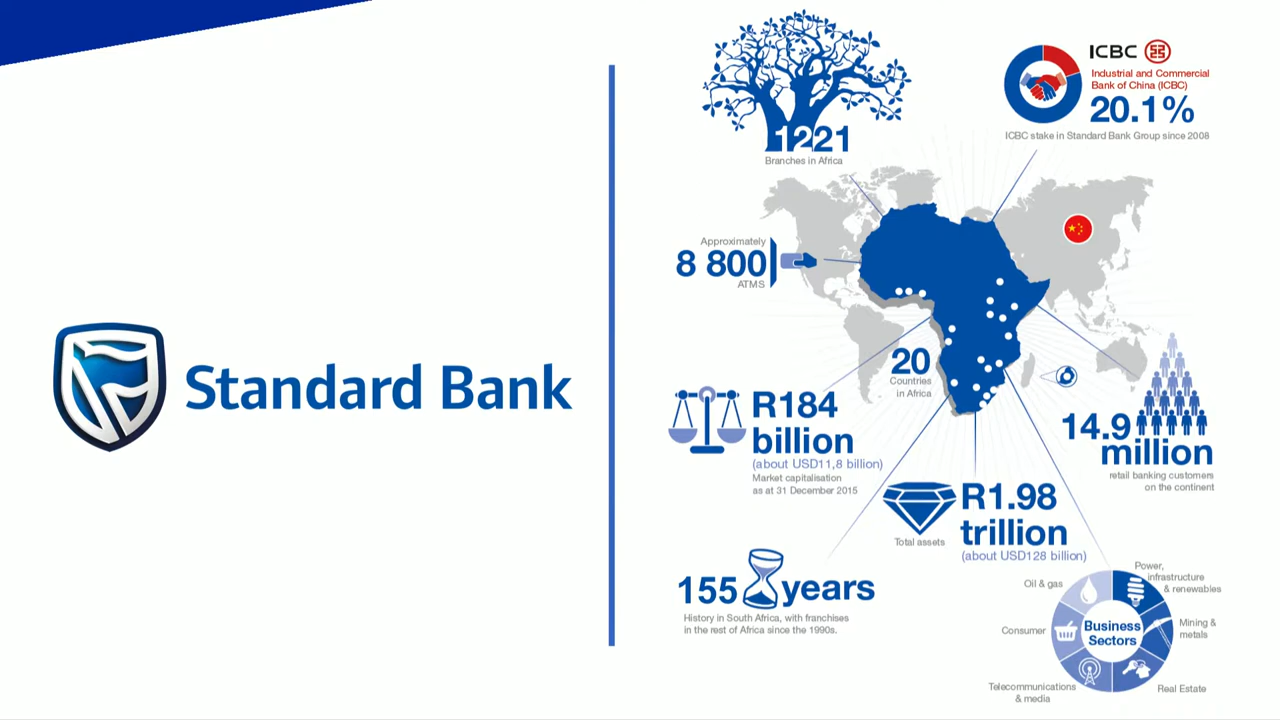 Standard Bank
1221
Branches in Africa
ICBC
Industrial and Commercial
Bank of China (ICBC)
20.1%
ICBC stake in Standard Bank Group since 2008
Approximately
8 800
ATMS
20
Countries
in Africa
R184
billion
(about USD11,8 billion)
Market capitalisation
as at 31 December 2015
14.9
million
retail banking customers
on the continent
R1.98
trillion
(about USD128 billion)
Total assets
155 years
History in South Africa, with franchises
in the rest of Africa since the 1990s.
Business
Sectors
Power,
infrastructure
& renewables
Mining &
metals
Real Estate
Telecommunications
& media
Consumer
Oil & gas